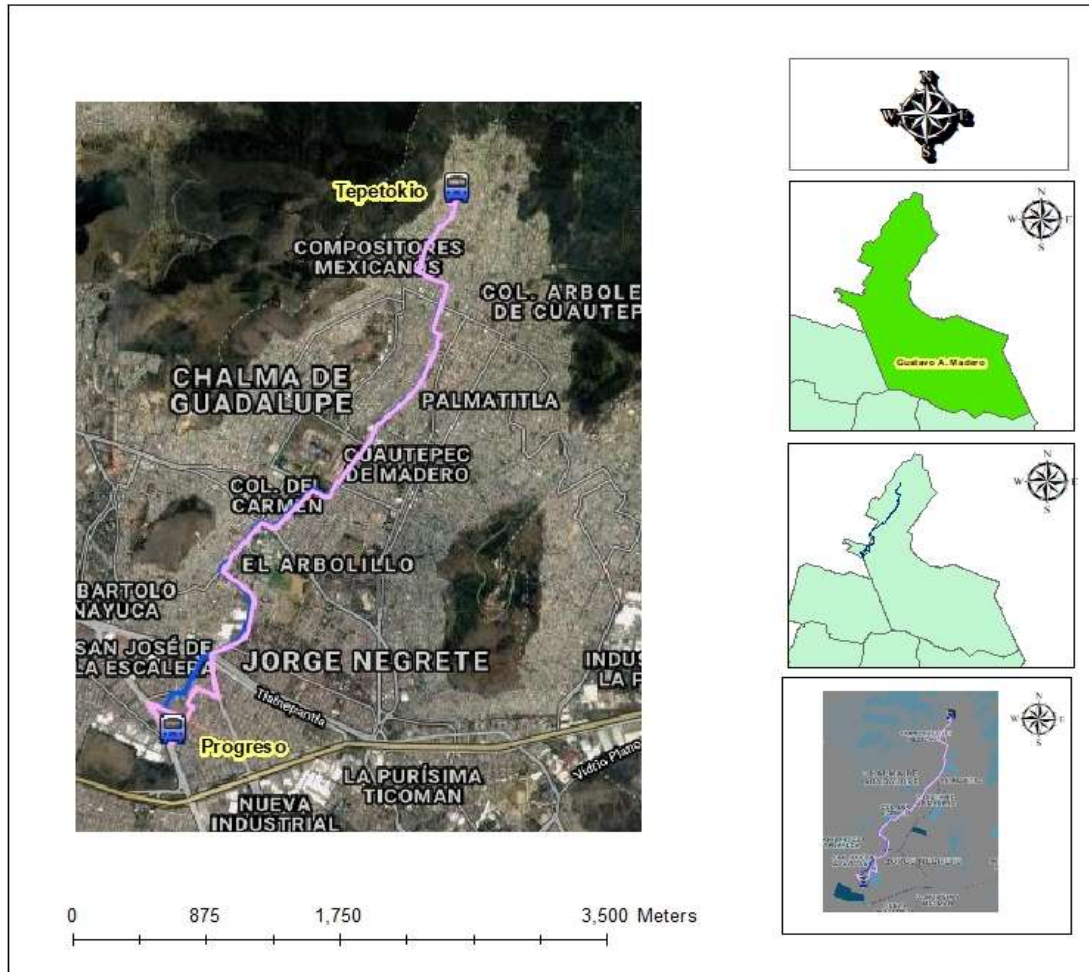 Tepetokio
COMPOSITORES
MEXICANOS
COL. ARBOLE
DE CUAUTEP
CHALMA DE
GUADALUPE
PALMATITLA
CUAUTEPEC
DE MADERO
COL. DEL
CARMEN
EL ARBOLILLO
BARTOLO
NAYUCA
SAN JOSÉ DE
LA ESCALERA
JORGE NEGRETE
INDUS
LA P
Tlalnepantla
Progreso
LA PURÍSIMA
TICOMAN
Vidrio Plano
NUEVA
INDUSTRIAL
0 875 1,750 3,500 Meters
N
W E
S
N
W E
S
Gustavo A. Madero
N
W E
S
N
W E
S